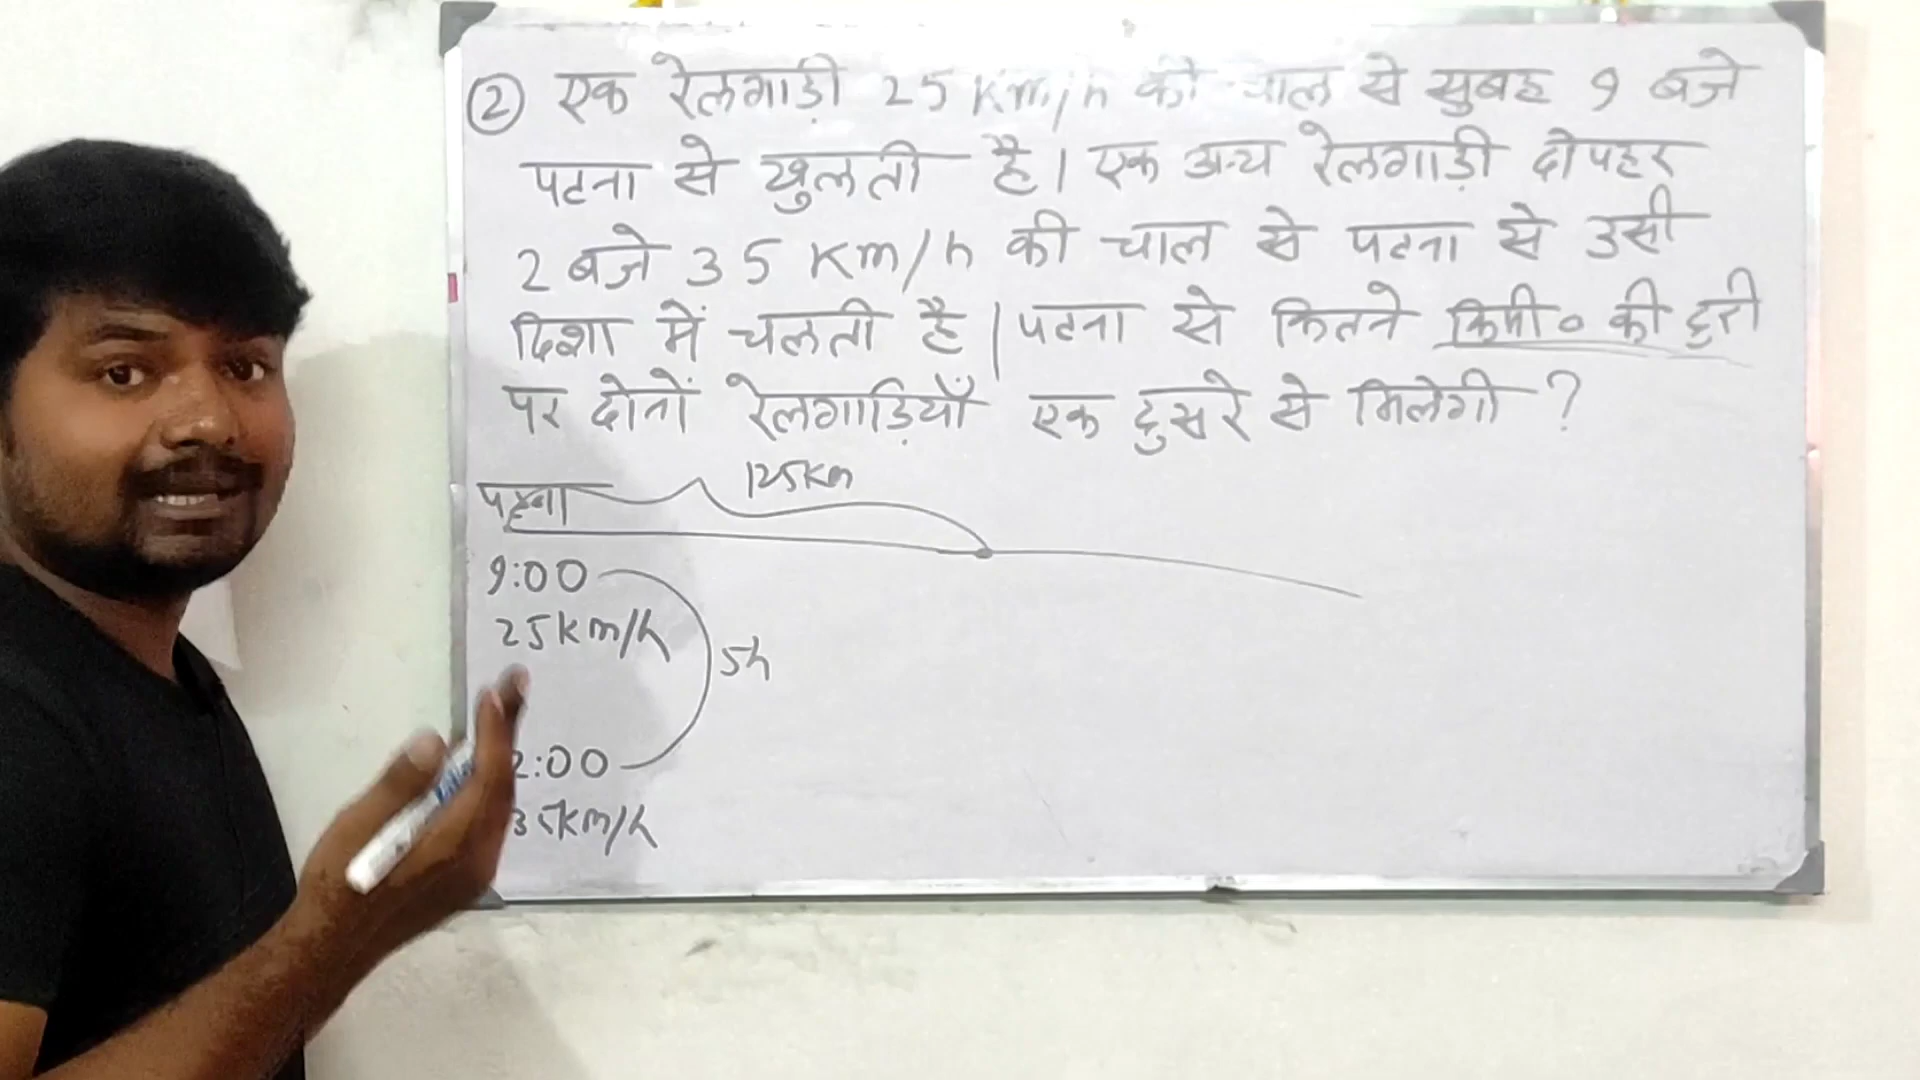 ② एक रेलगाड़ी 25 Km/h की चाल से सुबह 9 बजे
पटना से खुलती है। एक अन्य रेलगाड़ी दोपहर
2 बजे 35 Km/h की चाल से पटना से उसी
दिशा में चलती है। पटना से कितने किमी० की दुरी
पर दोनों रेलगाड़ियाँ एक दुसरे से मिलेगी ?
125Km
पटना
9:00
25Km/h
5h
2:00
35Km/h